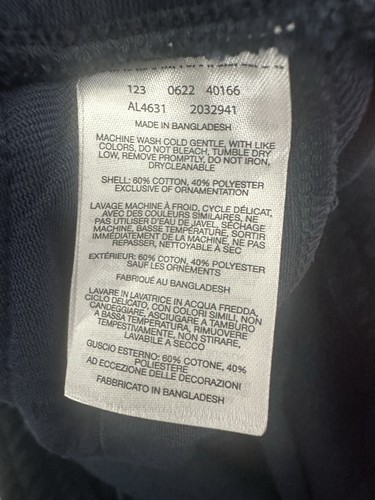 123 0622 40166
AL4631 2032941
MADE IN BANGLADESH
MACHINE WASH COLD GENTLE, WITH LIKE
COLORS, DO NOT BLEACH, TUMBLE DRY
LOW, REMOVE PROMPTLY, DO NOT IRON,
DRYCLEANABLE
SHELL: 60% COTTON, 40% POLYESTER
EXCLUSIVE OF ORNAMENTATION
LAVAGE MACHINE À FROID, CYCLE DÉLICAT,
AVEC DES COULEURS SIMILAIRES, NE
PAS UTILISER D'EAU DE JAVEL, SÉCHAGE
MACHINE, BASSE TEMPÉRATURE, SORTIR
IMMÉDIATEMENT DE LA MACHINE, NE PAS
REPASSER, NETTOYABLE A SEC
EXTÉRIEUR: 60% COTON, 40% POLYESTER
SAUF LES ORNEMENTS
FABRIQUÉ AU BANGLADESH
LAVARE IN LAVATRICE IN ACQUA FREDDA,
CICLO DELICATO, CON COLORI SIMILI, NON
CANDEGGIARE, ASCIUGARE A TAMBURO
A BASSA TEMPERATURA, RIMUOVERE
TEMPESTIVAMENTE, NON STIRARE,
LAVABILE A SECCO
GUSCIO ESTERNO: 60% COTONE, 40%
POLIESTERE
AD ECCEZIONE DELLE DECORAZIONI
FABBRICATO IN BANGLADESH